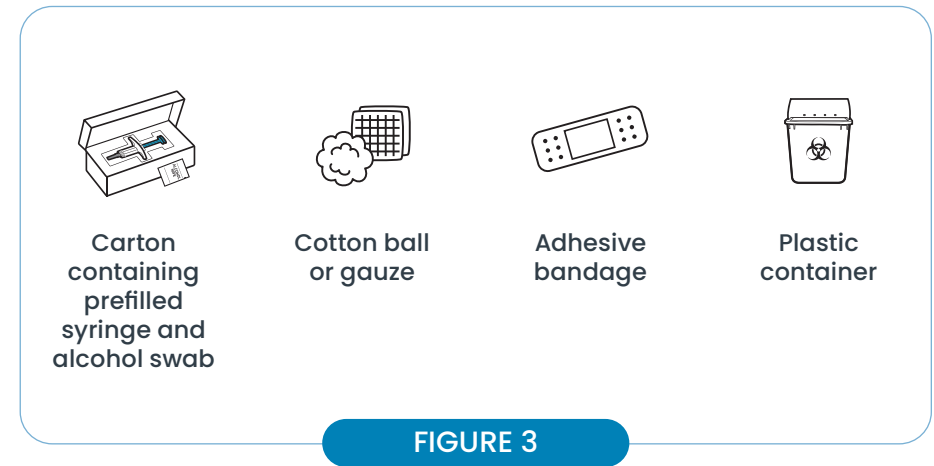 Carton
containing
prefilled
syringe and
alcohol swab
Cotton ball
or gauze
Adhesive
bandage
Plastic
container
FIGURE 3